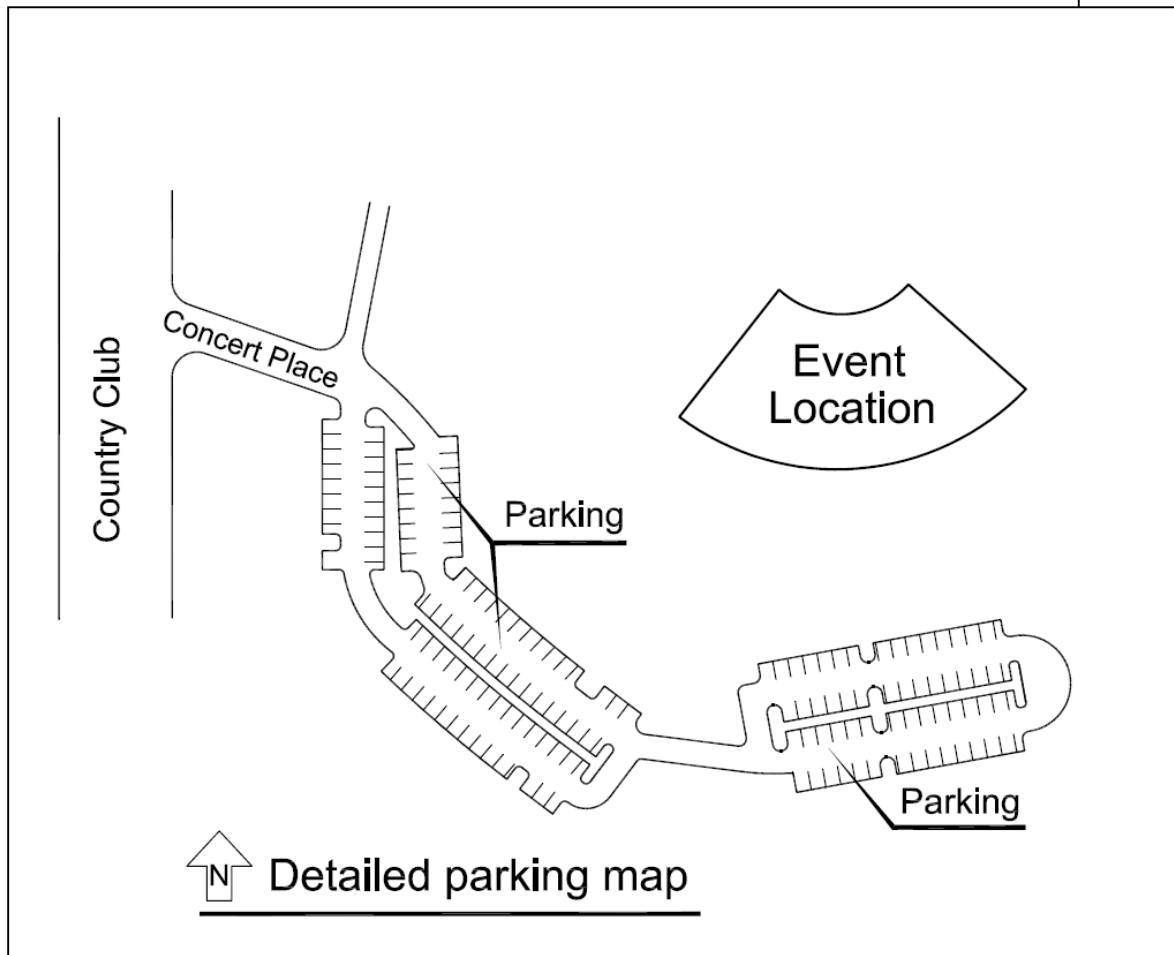 Concert Place
Country Club
Event
Location
Parking
Parking
N
Detailed parking map